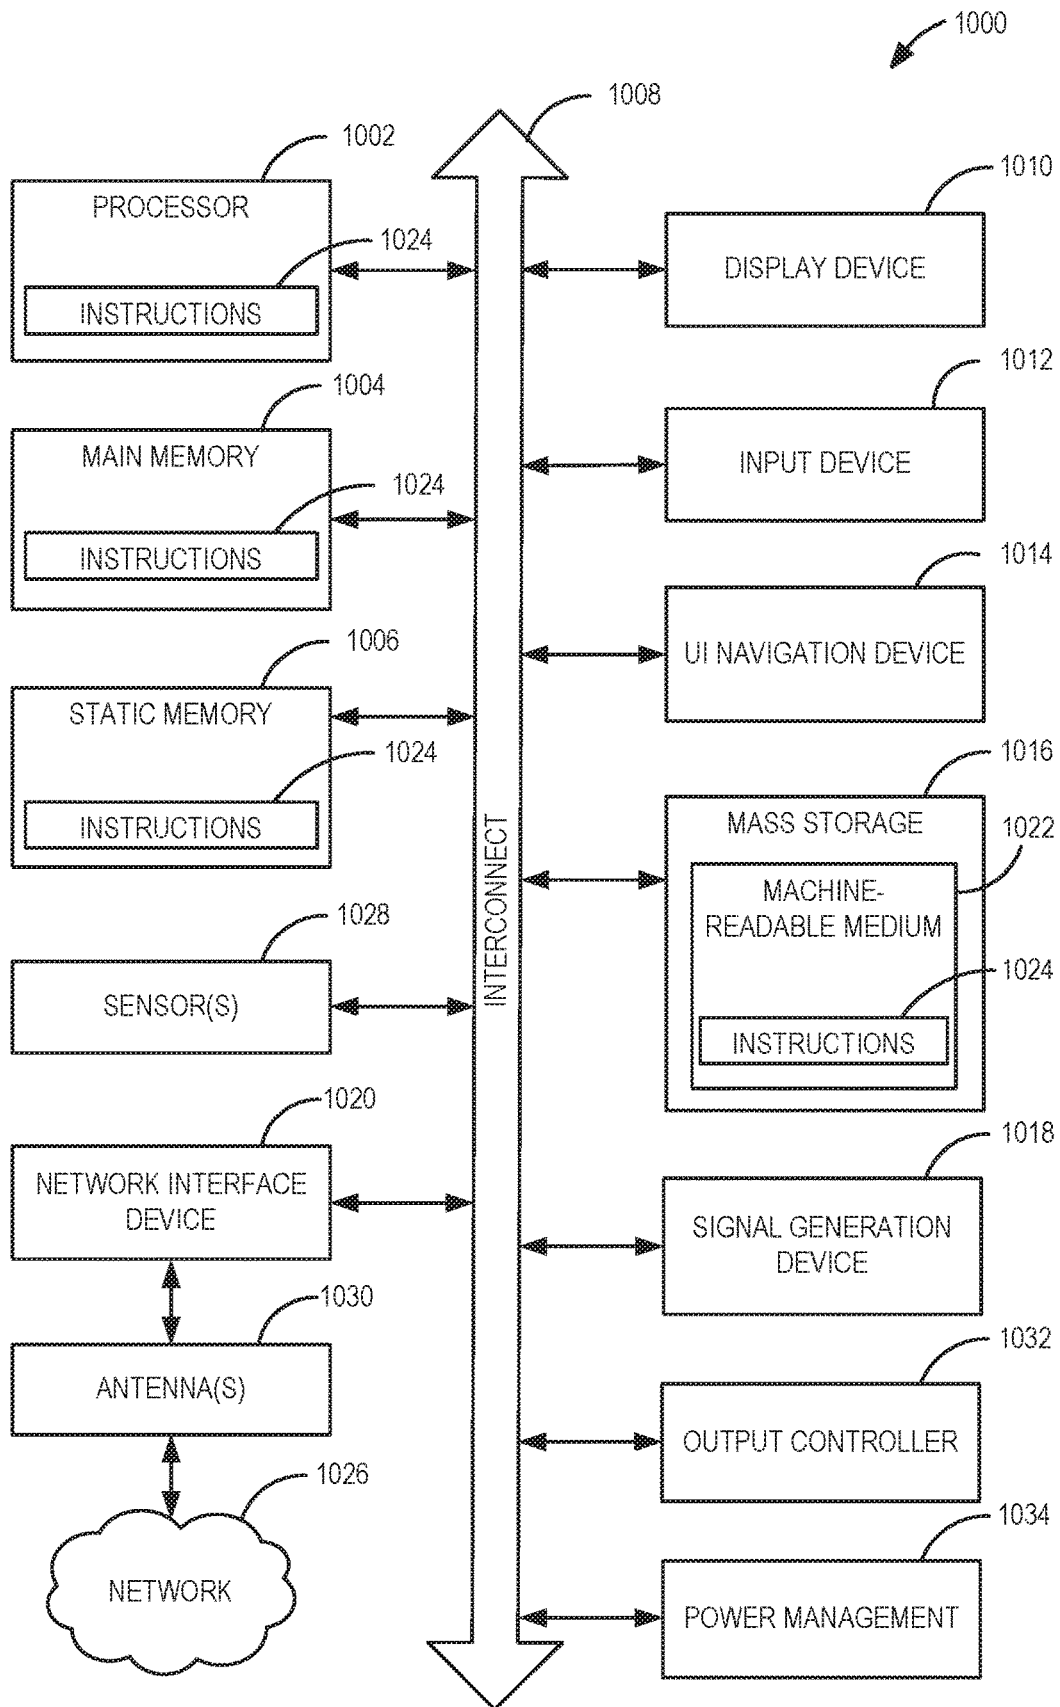 1000
1008
1002
PROCESSOR
1024
INSTRUCTIONS
1004
MAIN MEMORY
1024
INSTRUCTIONS
1006
STATIC MEMORY
1024
INSTRUCTIONS
1028
SENSOR(S)
1020
NETWORK INTERFACE
DEVICE
1030
ANTENNA(S)
1026
NETWORK
INTERCONNECT
1010
DISPLAY DEVICE
1012
INPUT DEVICE
1014
UI NAVIGATION DEVICE
1016
MASS STORAGE
1022
MACHINE-
READABLE MEDIUM
1024
INSTRUCTIONS
1018
SIGNAL GENERATION
DEVICE
1032
OUTPUT CONTROLLER
1034
POWER MANAGEMENT